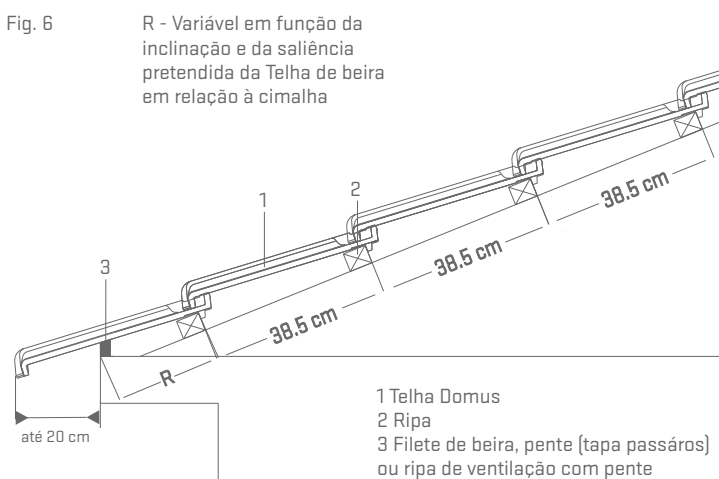 Fig. 6
R - Variável em função da
inclinação e da saliência
pretendida da Telha de beira
em relação à cimalha
1
2
3
38.5 cm
38.5 cm
38.5 cm
R
até 20 cm
1 Telha Domus
2 Ripa
3 Filete de beira, pente (tapa passáros)
ou ripa de ventilação com pente